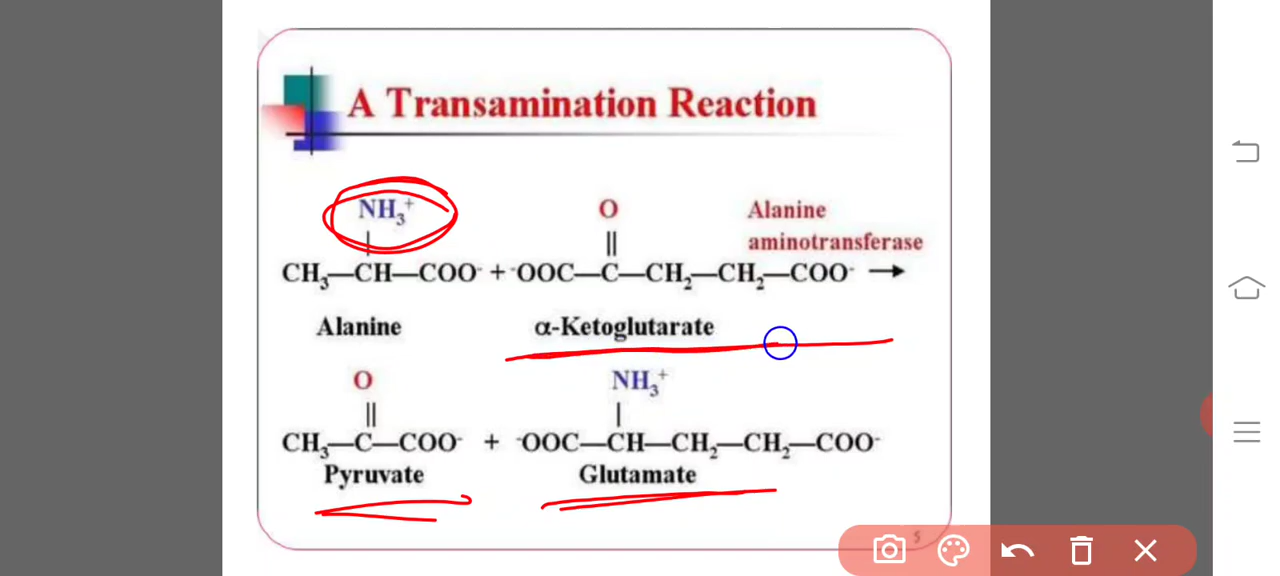 A Transamination Reaction
NH₃⁺ O Alanine
| || aminotransferase
CH₃—CH—COO⁻ + ⁻OOC—C—CH₂—CH₂—COO⁻ →
Alanine α-Ketoglutarate
O NH₃⁺
|| |
CH₃—C—COO⁻ + ⁻OOC—CH—CH₂—CH₂—COO⁻
Pyruvate Glutamate
5